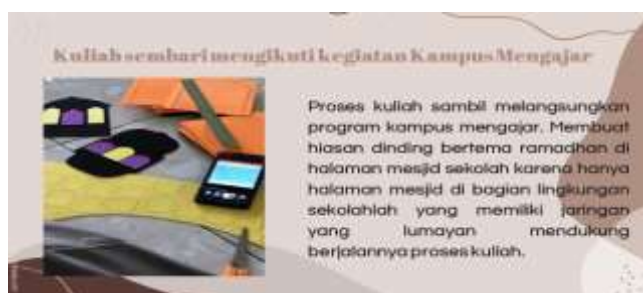 Kuliah sembari mengikuti kegiatan Kampus Mengajar
Proses kuliah sambil melangsungkan
program kampus mengajar. Membuat
hiasan dinding bertema ramadhan di
halaman mesjid sekolah karena hanya
halaman mesjid di bagian lingkungan
sekolahlah yang memiliki jaringan
yang lumayan mendukung
berjalannya proses kuliah.